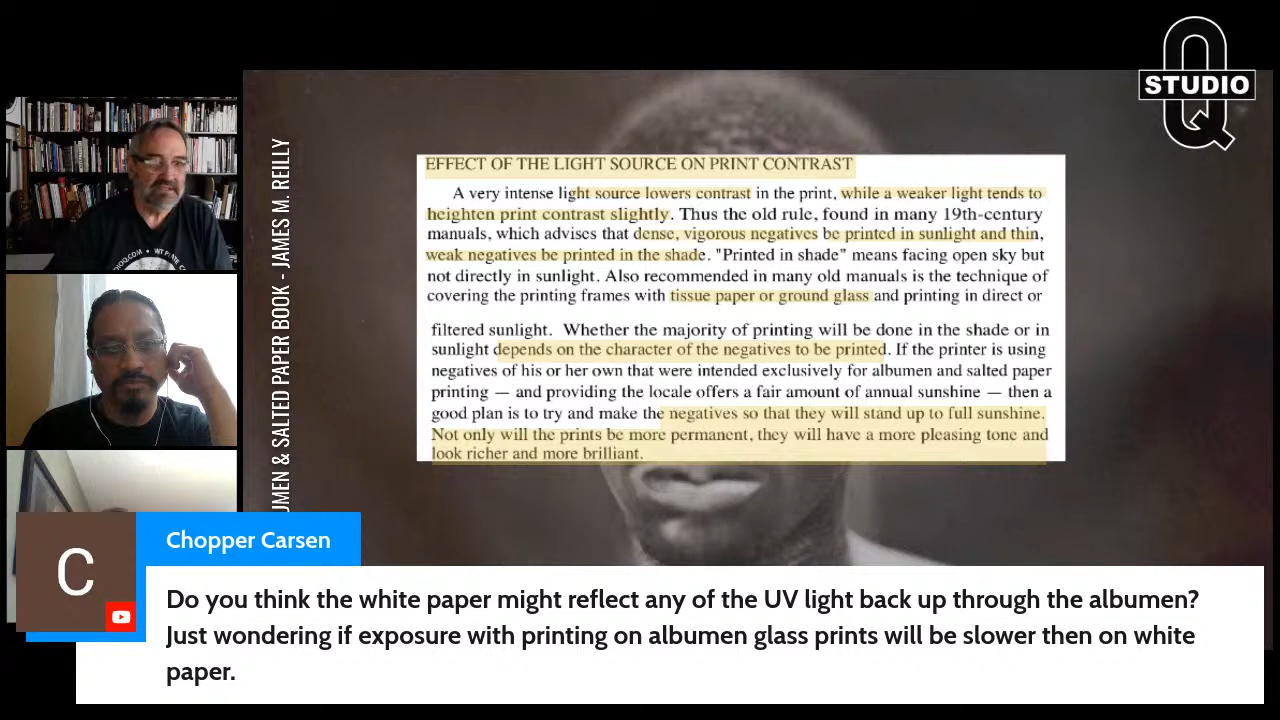 STUDIO
Q
UMEN & SALTED PAPER BOOK - JAMES M. REILLY
EFFECT OF THE LIGHT SOURCE ON PRINT CONTRAST
A very intense light source lowers contrast in the print, while a weaker light tends to
heighten print contrast slightly. Thus the old rule, found in many 19th-century
manuals, which advises that dense, vigorous negatives be printed in sunlight and thin,
weak negatives be printed in the shade. "Printed in shade" means facing open sky but
not directly in sunlight. Also recommended in many old manuals is the technique of
covering the printing frames with tissue paper or ground glass and printing in direct or
filtered sunlight. Whether the majority of printing will be done in the shade or in
sunlight depends on the character of the negatives to be printed. If the printer is using
negatives of his or her own that were intended exclusively for albumen and salted paper
printing — and providing the locale offers a fair amount of annual sunshine — then a
good plan is to try and make the negatives so that they will stand up to full sunshine.
Not only will the prints be more permanent, they will have a more pleasing tone and
look richer and more brilliant.
C
Chopper Carsen
Do you think the white paper might reflect any of the UV light back up through the albumen?
Just wondering if exposure with printing on albumen glass prints will be slower then on white
paper.